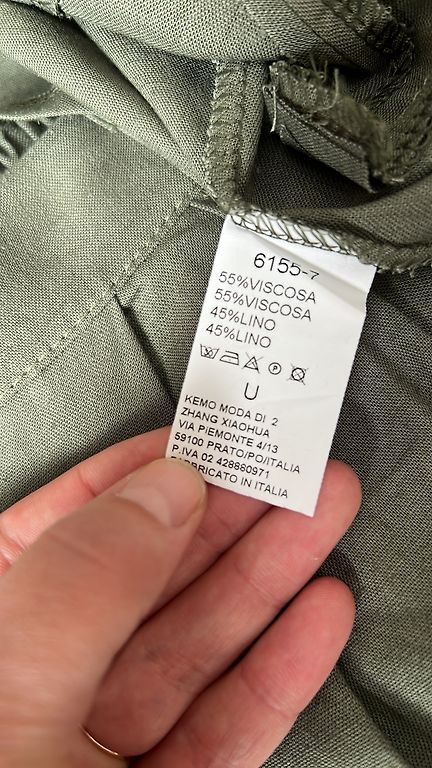 6155-7
55%VISCOSA
55%VISCOSA
45%LINO
45%LINO
P
U
KEMO MODA DI 2
ZHANG XIAOHUA
VIA PIEMONTE 4/13
59100 PRATO/PO/ITALIA
P.IVA 02 428860971
FABBRICATO IN ITALIA